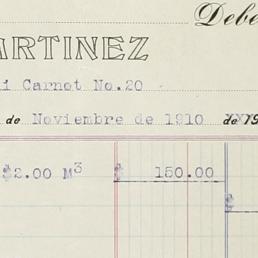 Debe
ARTINEZ
i Carnot No.20
de Noviembre de 1910 de 19
$2.00 M³ $ 150.00
$